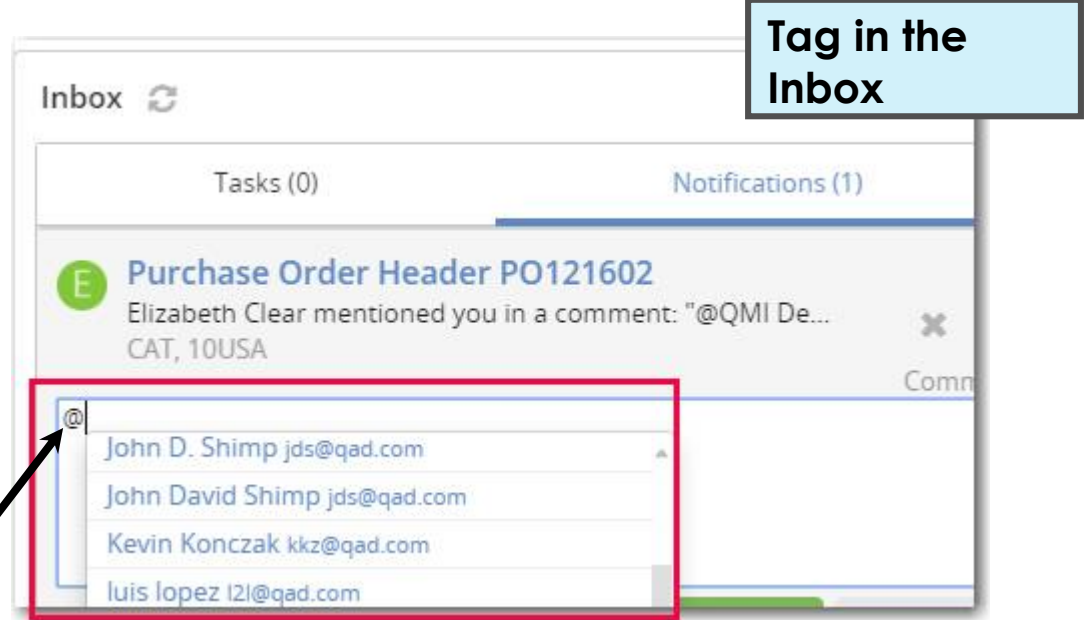 Tag in the
Inbox
Inbox
Tasks (0)
Notifications (1)
E
Purchase Order Header PO121602
Elizabeth Clear mentioned you in a comment: "@QMI De...
CAT, 10USA
Comm
@
John D. Shimp jds@qad.com
John David Shimp jds@qad.com
Kevin Konczak kkz@qad.com
luis lopez l2l@qad.com